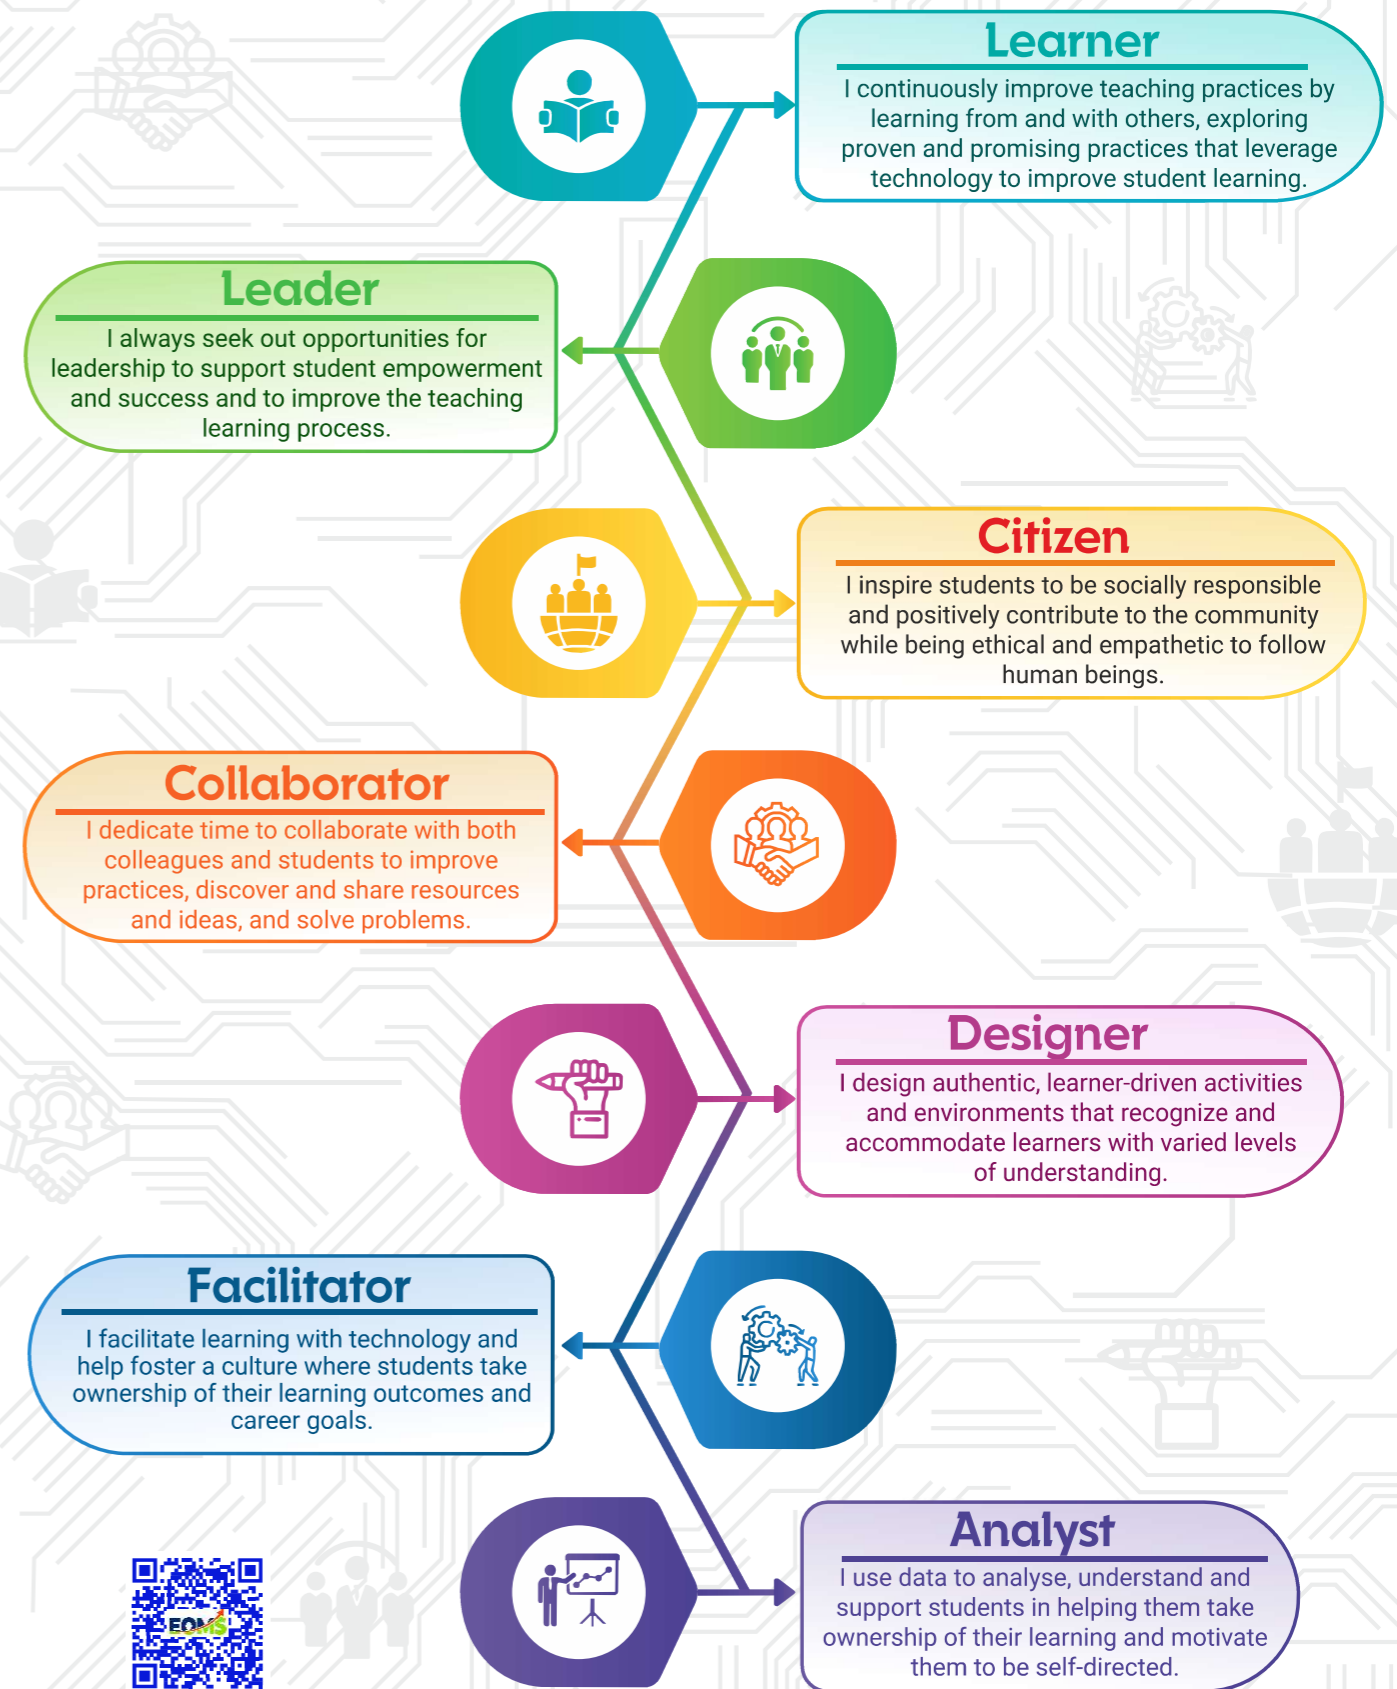 Learner
I continuously improve teaching practices by
learning from and with others, exploring
proven and promising practices that leverage
technology to improve student learning.
Leader
I always seek out opportunities for
leadership to support student empowerment
and success and to improve the teaching
learning process.
Citizen
I inspire students to be socially responsible
and positively contribute to the community
while being ethical and empathetic to follow
human beings.
Collaborator
I dedicate time to collaborate with both
colleagues and students to improve
practices, discover and share resources
and ideas, and solve problems.
Designer
I design authentic, learner-driven activities
and environments that recognize and
accommodate learners with varied levels
of understanding.
Facilitator
I facilitate learning with technology and
help foster a culture where students take
ownership of their learning outcomes and
career goals.
Analyst
I use data to analyse, understand and
support students in helping them take
ownership of their learning and motivate
them to be self-directed.
EOMS